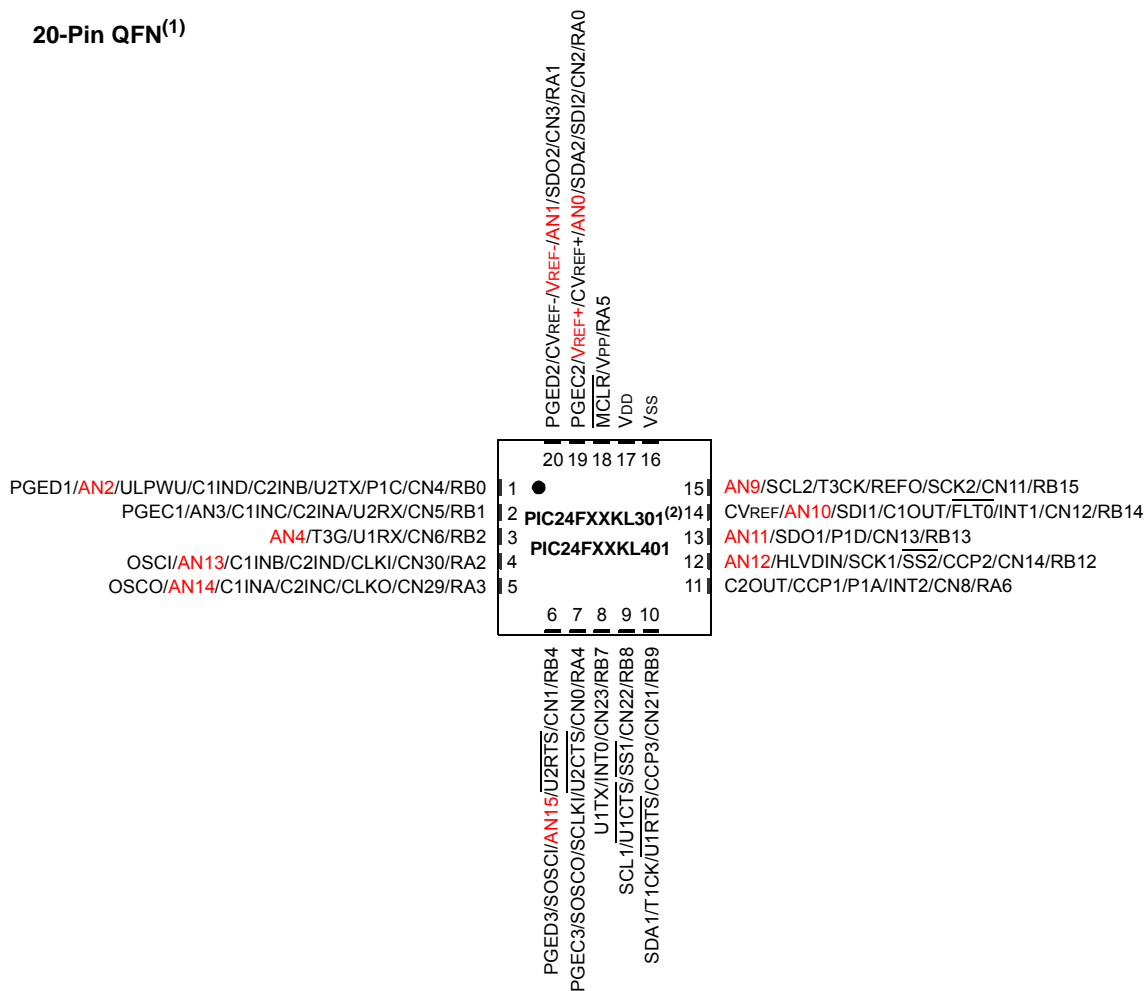 20-Pin QFN(1)
PGED2/CVREF-/VREF-/AN1/SDO2/CN3/RA1
PGEC2/VREF+/CVREF+/AN0/SDA2/SDI2/CN2/RA0
MCLR/VPP/RA5
VDD
VSS
20 19 18 17 16
PGED1/AN2/ULPWU/C1IND/C2INB/U2TX/P1C/CN4/RB0 1
PGEC1/AN3/C1INC/C2INA/U2RX/CN5/RB1 2
AN4/T3G/U1RX/CN6/RB2 3
OSCI/AN13/C1INB/C2IND/CLKI/CN30/RA2 4
OSCO/AN14/C1INA/C2INC/CLKO/CN29/RA3 5
PIC24FXXKL301(2)
PIC24FXXKL401
15 AN9/SCL2/T3CK/REFO/SCK2/CN11/RB15
14 CVREF/AN10/SDI1/C1OUT/FLT0/INT1/CN12/RB14
13 AN11/SDO1/P1D/CN13/RB13
12 AN12/HLVDIN/SCK1/SS2/CCP2/CN14/RB12
11 C2OUT/CCP1/P1A/INT2/CN8/RA6
6 7 8 9 10
PGED3/SOSCI/AN15/U2RTS/CN1/RB4
PGEC3/SOSCO/SCLKI/U2CTS/CN0/RA4
U1TX/INT0/CN23/RB7
SCL1/U1CTS/SS1/CN22/RB8
SDA1/T1CK/U1RTS/CCP3/CN21/RB9